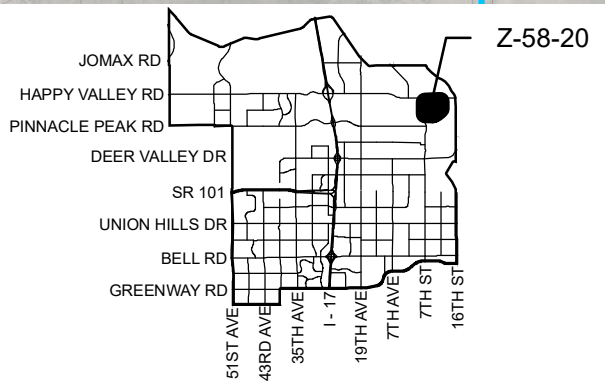 Z-58-20
JOMAX RD
HAPPY VALLEY RD
PINNACLE PEAK RD
DEER VALLEY DR
SR 101
UNION HILLS DR
BELL RD
GREENWAY RD
51ST AVE
43RD AVE
35TH AVE
I - 17
19TH AVE
7TH AVE
7TH ST
16TH ST